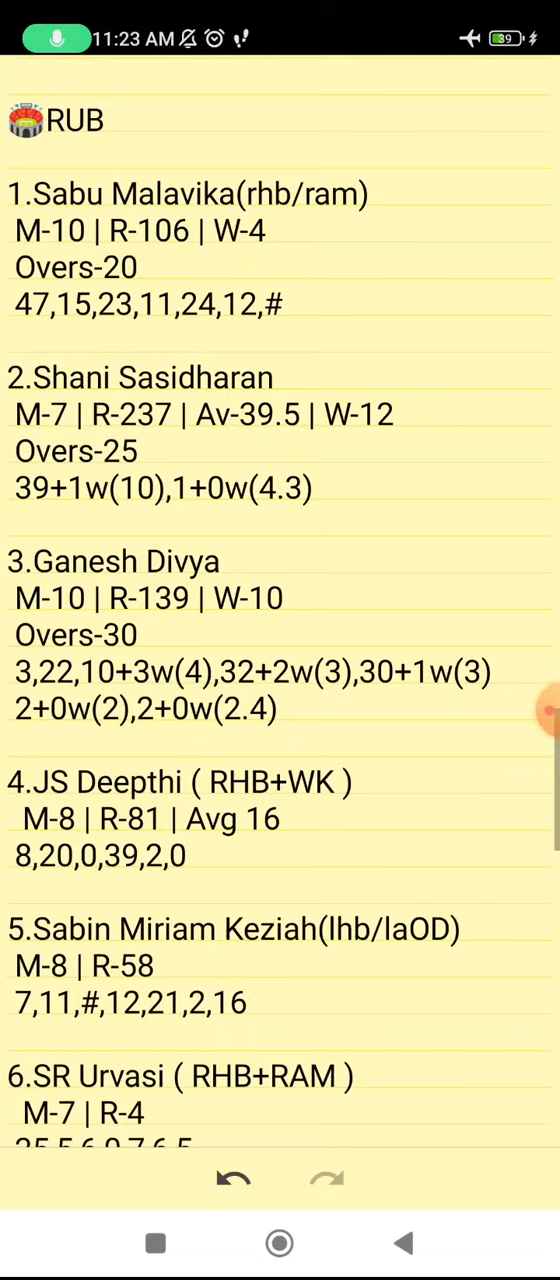 11:23 AM
39
RUB
1.Sabu Malavika(rhb/ram)
M-10 | R-106 | W-4
Overs-20
47,15,23,11,24,12,#
2.Shani Sasidharan
M-7 | R-237 | Av-39.5 | W-12
Overs-25
39+1w(10),1+0w(4.3)
3.Ganesh Divya
M-10 | R-139 | W-10
Overs-30
3,22,10+3w(4),32+2w(3),30+1w(3)
2+0w(2),2+0w(2.4)
4.JS Deepthi ( RHB+WK )
M-8 | R-81 | Avg 16
8,20,0,39,2,0
5.Sabin Miriam Keziah(lhb/laOD)
M-8 | R-58
7,11,#,12,21,2,16
6.SR Urvasi ( RHB+RAM )
M-7 | R-4